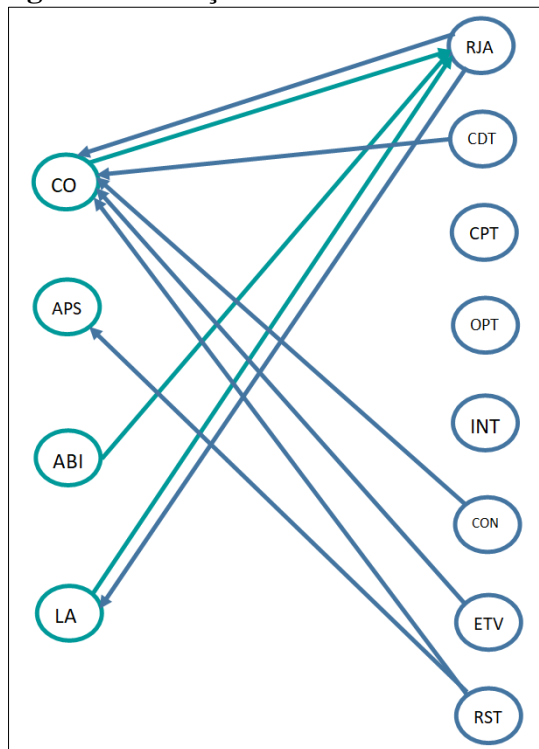 RJA
CDT
CO
CPT
APS
OPT
INT
ABI
CON
LA
ETV
RST